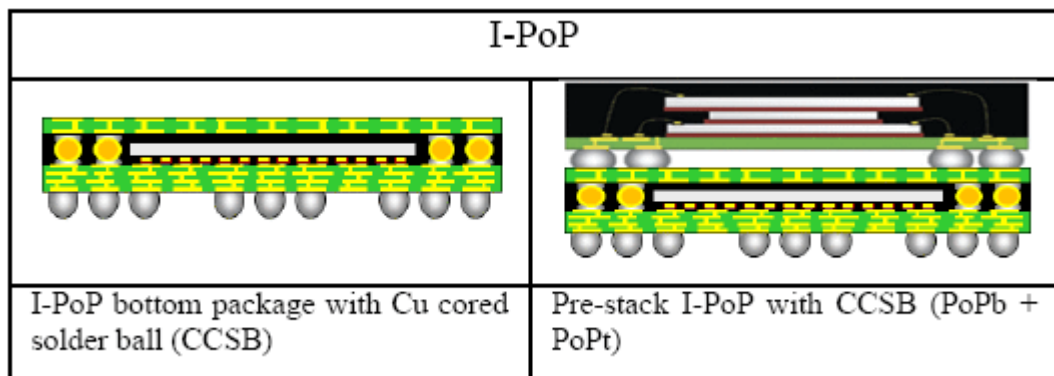 I-PoP
I-PoP bottom package with Cu cored
solder ball (CCSB)
Pre-stack I-PoP with CCSB (PoPb +
PoPt)